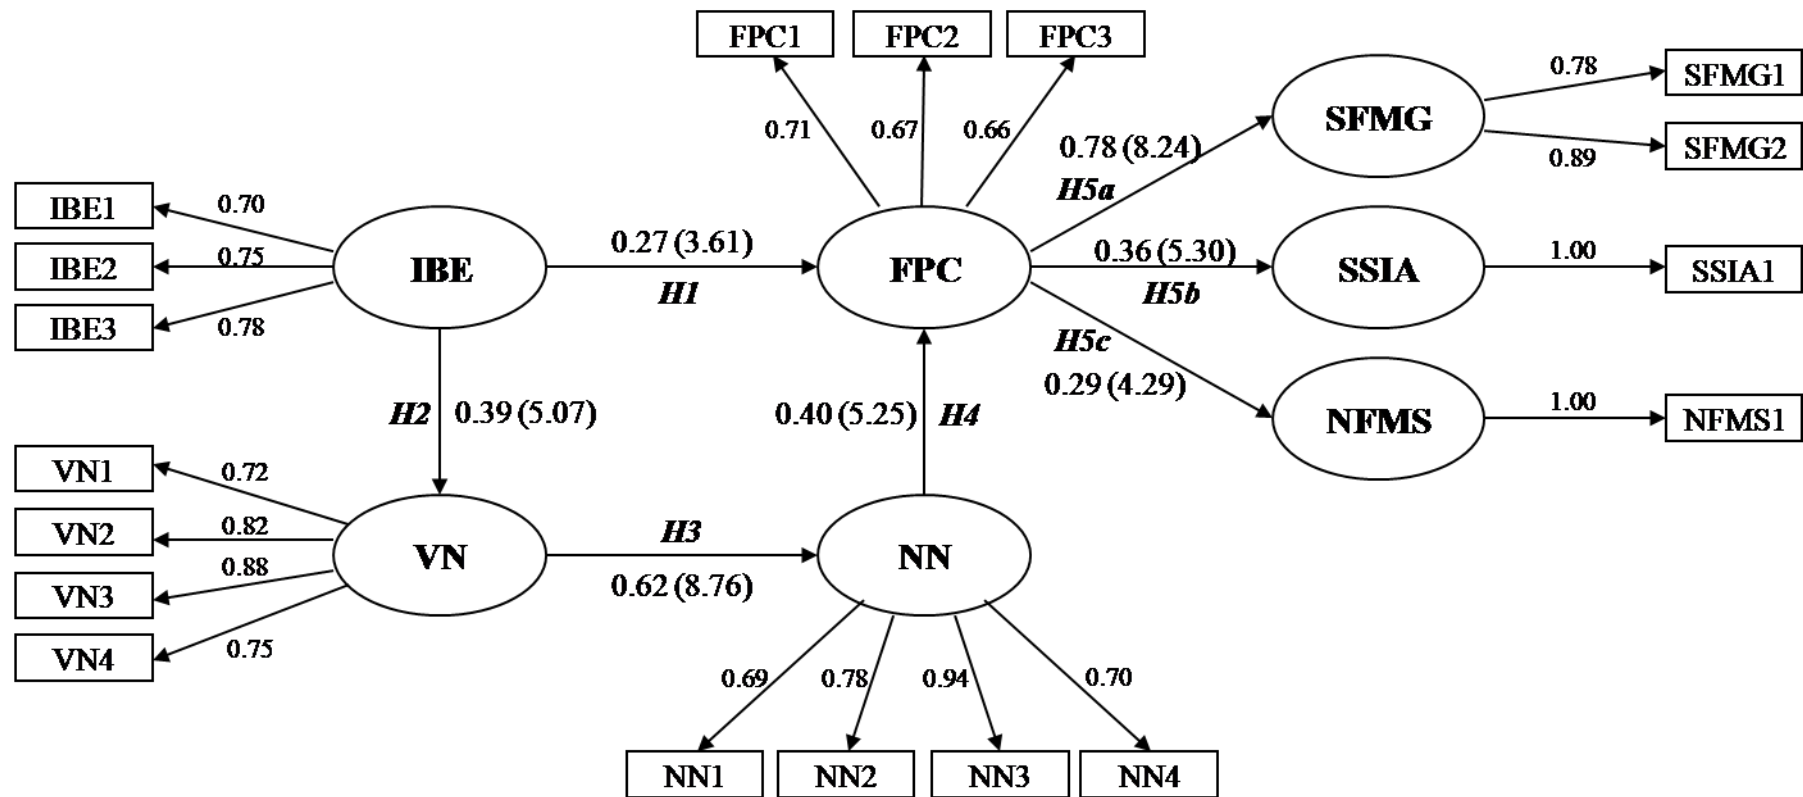 FPC1
FPC2
FPC3
0.71
0.67
0.66
SFMG
0.78
SFMG1
0.89
SFMG2
0.78 (8.24)
H5a
IBE1
IBE2
IBE3
0.70
0.75
0.78
IBE
0.27 (3.61)
H1
FPC
0.36 (5.30)
H5b
SSIA
1.00
SSIA1
H5c
0.29 (4.29)
NFMS
1.00
NFMS1
H2
0.39 (5.07)
0.40 (5.25)
H4
VN1
VN2
VN3
VN4
0.72
0.82
0.88
0.75
VN
H3
0.62 (8.76)
NN
0.69
0.78
0.94
0.70
NN1
NN2
NN3
NN4